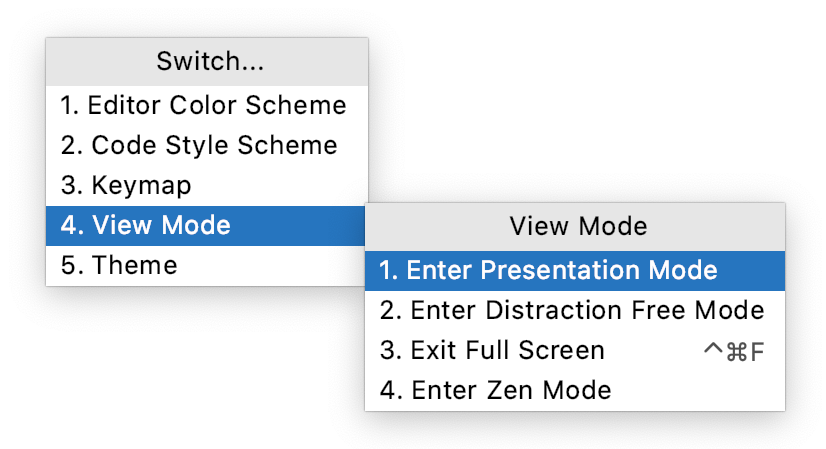 Switch...
1. Editor Color Scheme
2. Code Style Scheme
3. Keymap
4. View Mode
5. Theme
View Mode
1. Enter Presentation Mode
2. Enter Distraction Free Mode
3. Exit Full Screen ^⌘F
4. Enter Zen Mode